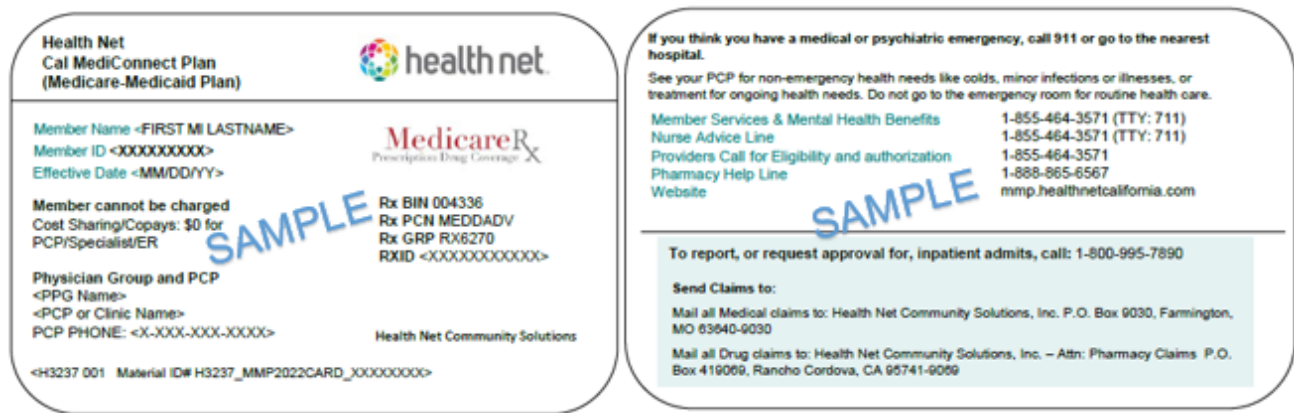 Health Net
Cal MediConnect Plan
(Medicare-Medicaid Plan)
health net.
Member Name <FIRST MI LASTNAME>
Member ID <XXXXXXXXX>
Effective Date <MM/DD/YY>
MedicareRx
Prescription Drug Coverage
Member cannot be charged
Cost Sharing/Copays: $0 for
PCP/Specialist/ER
SAMPLE
Rx BIN 004336
Rx PCN MEDDADV
Rx GRP RX6270
RXID <XXXXXXXXXXX>
Physician Group and PCP
<PPG Name>
<PCP or Clinic Name>
PCP PHONE: <X-XXX-XXX-XXXX>
Health Net Community Solutions
<H3237 001 Material ID# H3237_MMP2022CARD_XXXXXXXX>
If you think you have a medical or psychiatric emergency, call 911 or go to the nearest
hospital.
See your PCP for non-emergency health needs like colds, minor infections or illnesses, or
treatment for ongoing health needs. Do not go to the emergency room for routine health care.
Member Services & Mental Health Benefits 1-855-464-3571 (TTY: 711)
Nurse Advice Line 1-855-464-3571 (TTY: 711)
Providers Call for Eligibility and authorization 1-855-464-3571
Pharmacy Help Line 1-888-865-6567
Website mmp.healthnetcalifornia.com
SAMPLE
To report, or request approval for, inpatient admits, call: 1-800-995-7890
Send Claims to:
Mail all Medical claims to: Health Net Community Solutions, Inc. P.O. Box 9030, Farmington,
MO 63640-9030
Mail all Drug claims to: Health Net Community Solutions, Inc. – Attn: Pharmacy Claims P.O.
Box 419069, Rancho Cordova, CA 95741-9069